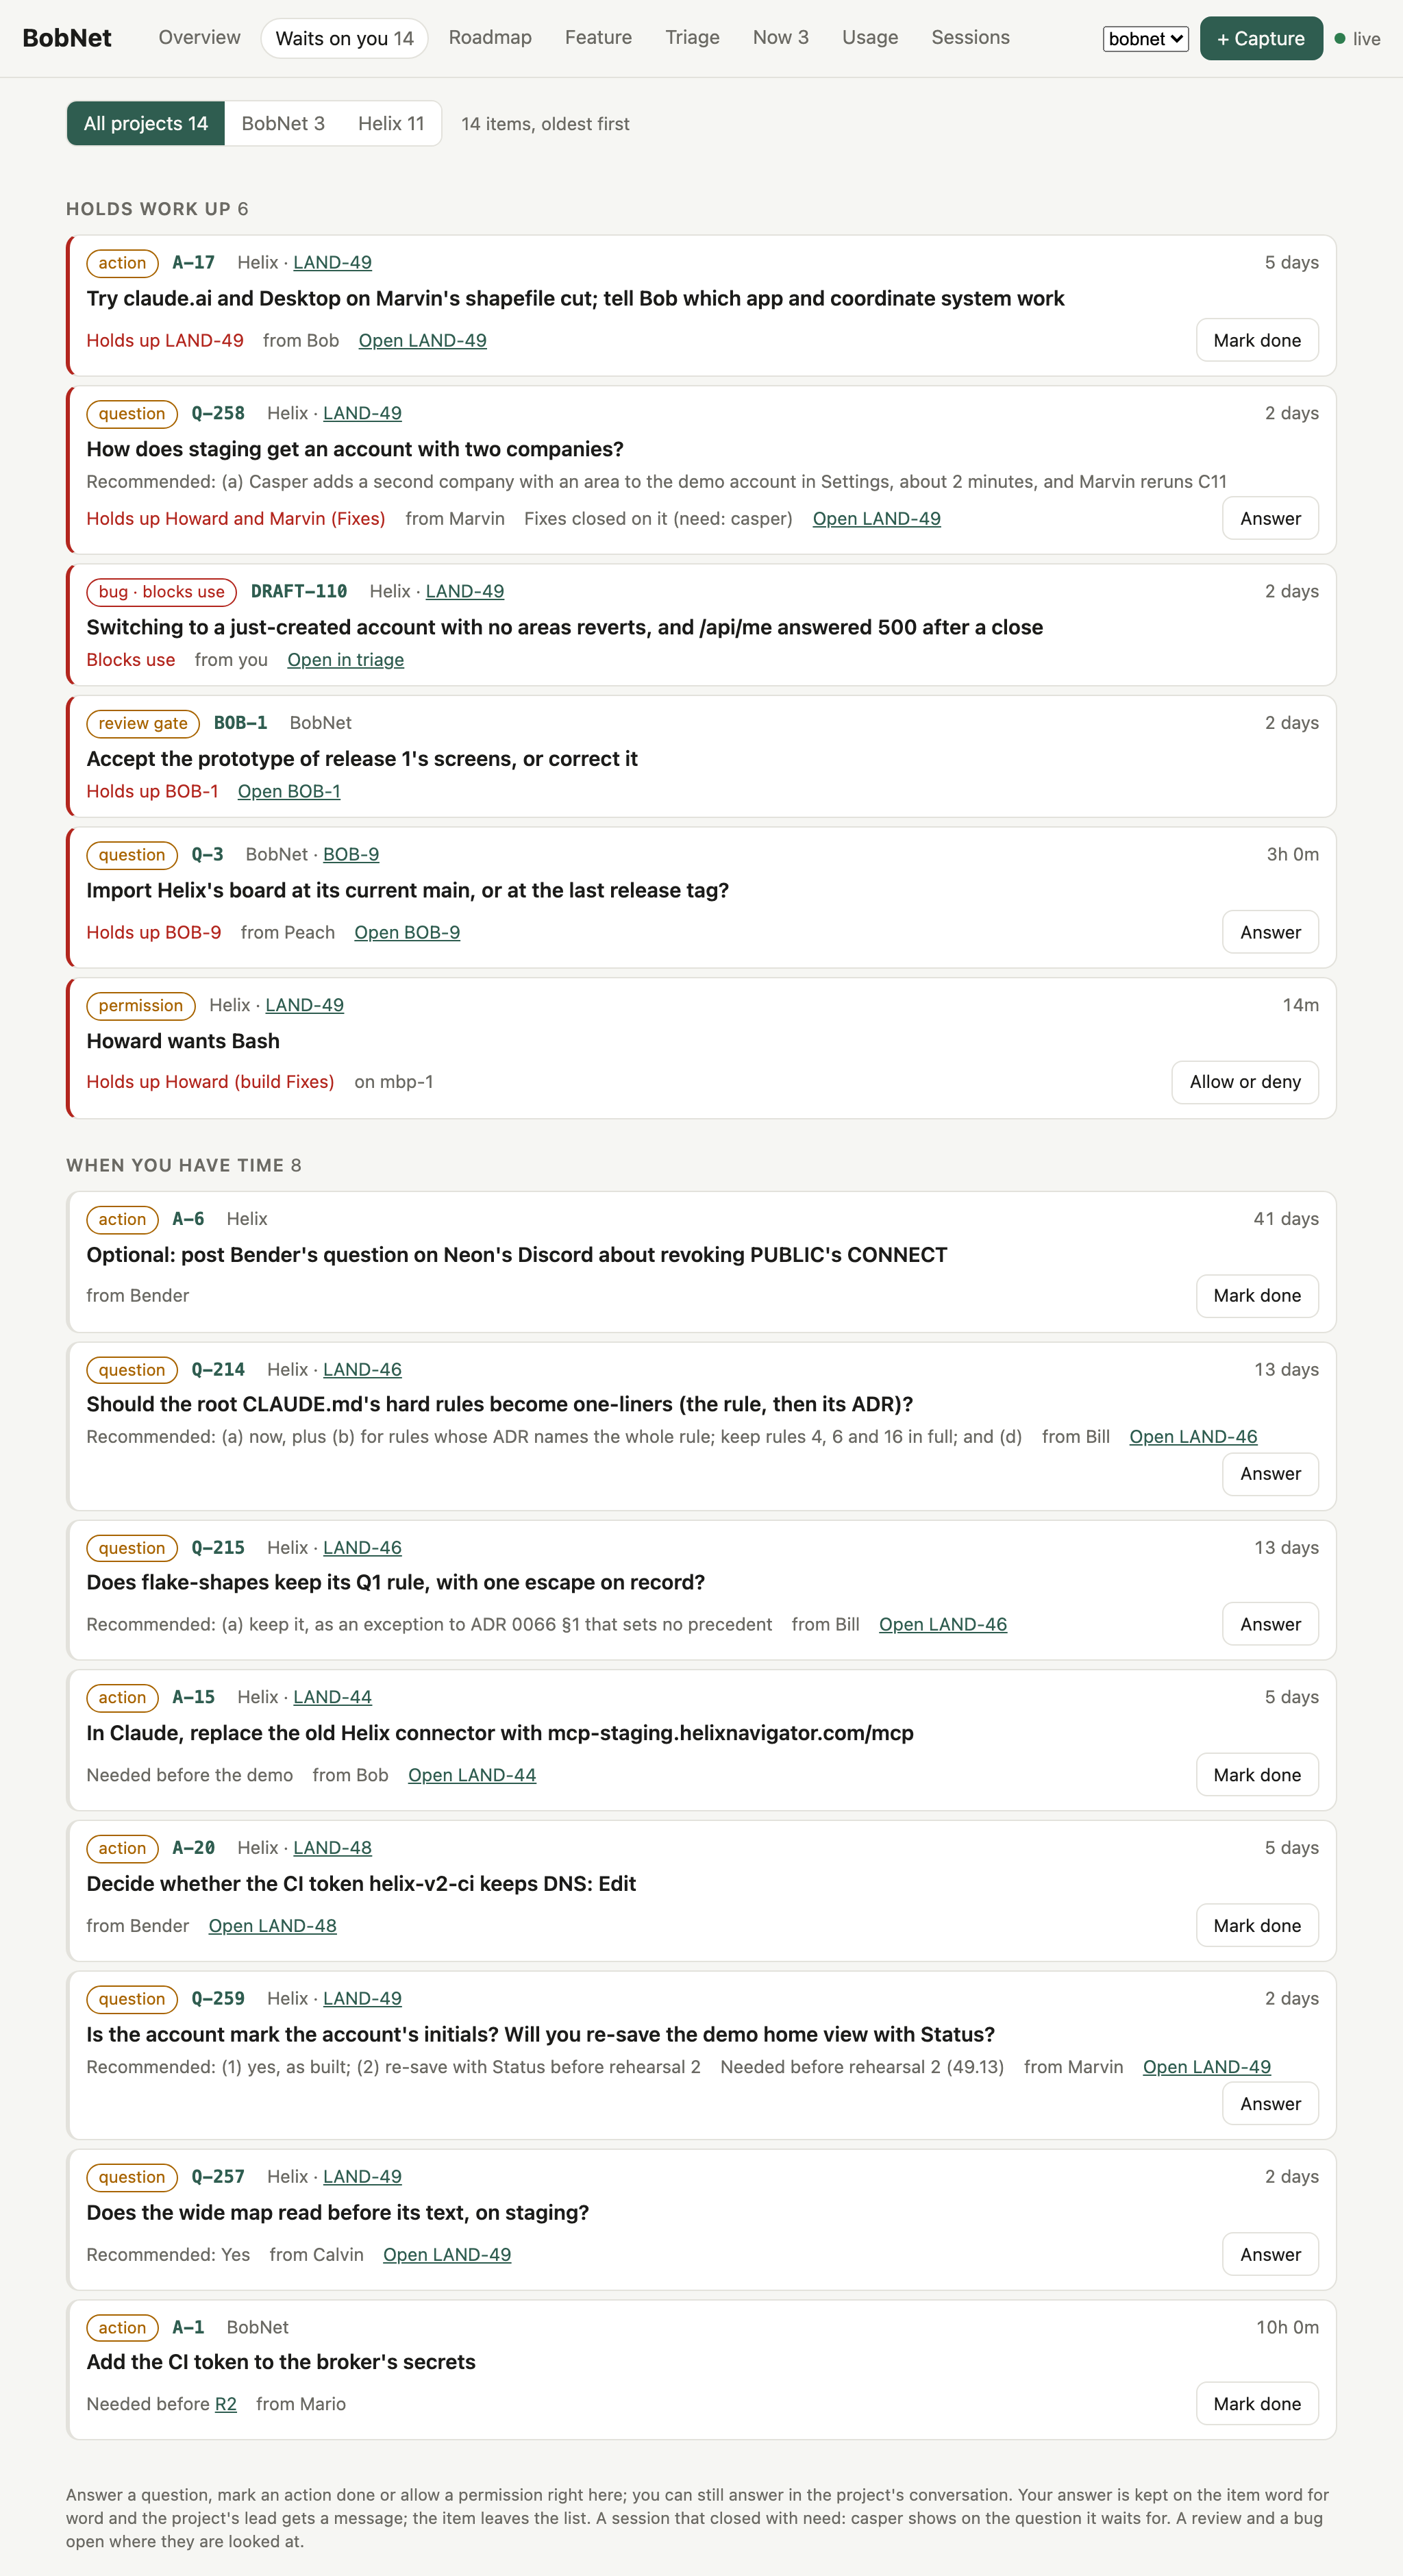 BobNet Overview Waits on you 14 Roadmap Feature Triage Now 3 Usage Sessions bobnet + Capture live
All projects 14 BobNet 3 Helix 11 14 items, oldest first
HOLDS WORK UP 6
action A-17 Helix · LAND-49 5 days
Try claude.ai and Desktop on Marvin's shapefile cut; tell Bob which app and coordinate system work
Holds up LAND-49 from Bob Open LAND-49 Mark done
question Q-258 Helix · LAND-49 2 days
How does staging get an account with two companies?
Recommended: (a) Casper adds a second company with an area to the demo account in Settings, about 2 minutes, and Marvin reruns C11
Holds up Howard and Marvin (Fixes) from Marvin Fixes closed on it (need: casper) Open LAND-49 Answer
bug · blocks use DRAFT-110 Helix · LAND-49 2 days
Switching to a just-created account with no areas reverts, and /api/me answered 500 after a close
Blocks use from you Open in triage
review gate BOB-1 BobNet 2 days
Accept the prototype of release 1's screens, or correct it
Holds up BOB-1 Open BOB-1
question Q-3 BobNet · BOB-9 3h 0m
Import Helix's board at its current main, or at the last release tag?
Holds up BOB-9 from Peach Open BOB-9 Answer
permission Helix · LAND-49 14m
Howard wants Bash
Holds up Howard (build Fixes) on mbp-1 Allow or deny
WHEN YOU HAVE TIME 8
action A-6 Helix 41 days
Optional: post Bender's question on Neon's Discord about revoking PUBLIC's CONNECT
from Bender Mark done
question Q-214 Helix · LAND-46 13 days
Should the root CLAUDE.md's hard rules become one-liners (the rule, then its ADR)?
Recommended: (a) now, plus (b) for rules whose ADR names the whole rule; keep rules 4, 6 and 16 in full; and (d) from Bill Open LAND-46
Answer
question Q-215 Helix · LAND-46 13 days
Does flake-shapes keep its Q1 rule, with one escape on record?
Recommended: (a) keep it, as an exception to ADR 0066 §1 that sets no precedent from Bill Open LAND-46 Answer
action A-15 Helix · LAND-44 5 days
In Claude, replace the old Helix connector with mcp-staging.helixnavigator.com/mcp
Needed before the demo from Bob Open LAND-44 Mark done
action A-20 Helix · LAND-48 5 days
Decide whether the CI token helix-v2-ci keeps DNS: Edit
from Bender Open LAND-48 Mark done
question Q-259 Helix · LAND-49 2 days
Is the account mark the account's initials? Will you re-save the demo home view with Status?
Recommended: (1) yes, as built; (2) re-save with Status before rehearsal 2 Needed before rehearsal 2 (49.13) from Marvin Open LAND-49
Answer
question Q-257 Helix · LAND-49 2 days
Does the wide map read before its text, on staging?
Recommended: Yes from Calvin Open LAND-49 Answer
action A-1 BobNet 10h 0m
Add the CI token to the broker's secrets
Needed before R2 from Mario Mark done
Answer a question, mark an action done or allow a permission right here; you can still answer in the project's conversation. Your answer is kept on the item word for
word and the project's lead gets a message; the item leaves the list. A session that closed with need: casper shows on the question it waits for. A review and a bug
open where they are looked at.